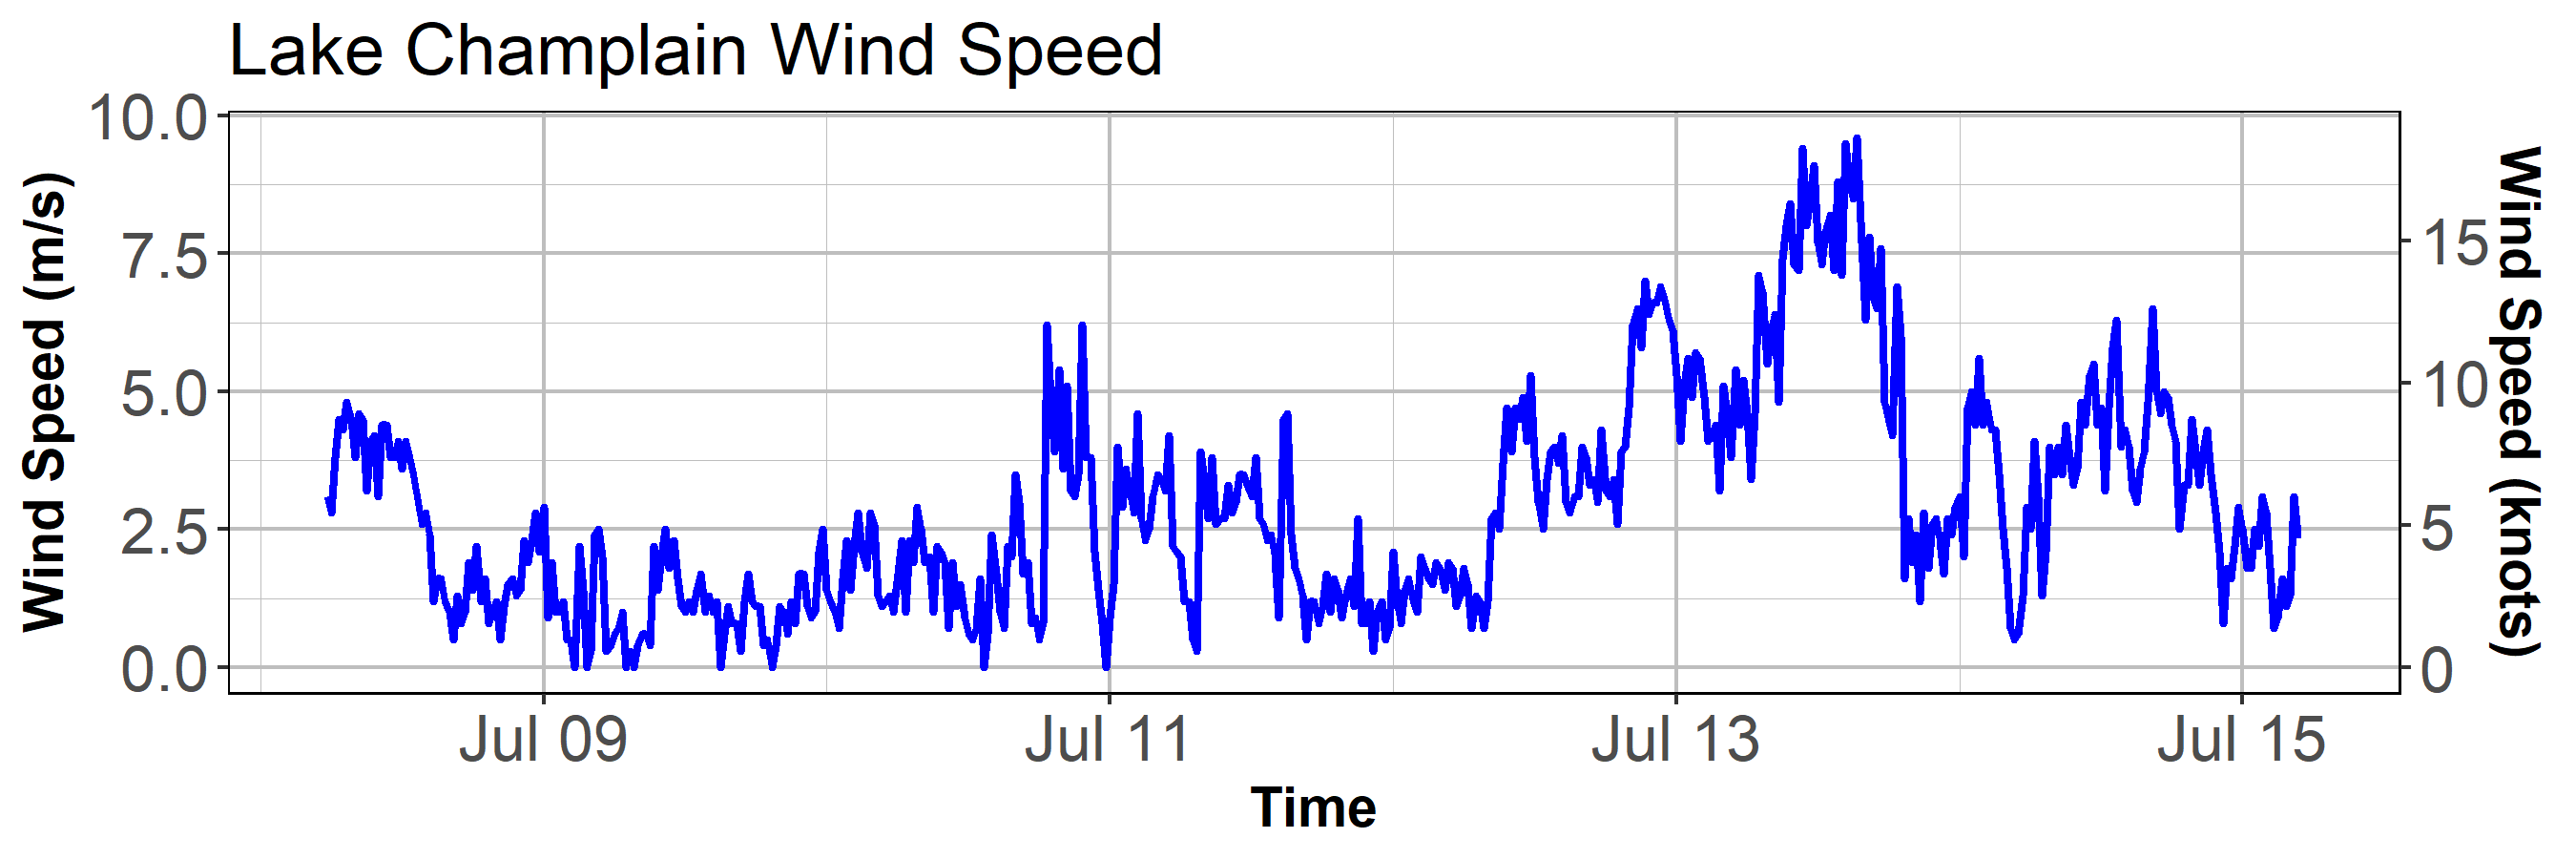 Lake Champlain Wind Speed
Wind Speed (m/s)
10.0
7.5
5.0
2.5
0.0
Wind Speed (knots)
15
10
5
0
Jul 09
Jul 11
Jul 13
Jul 15
Time